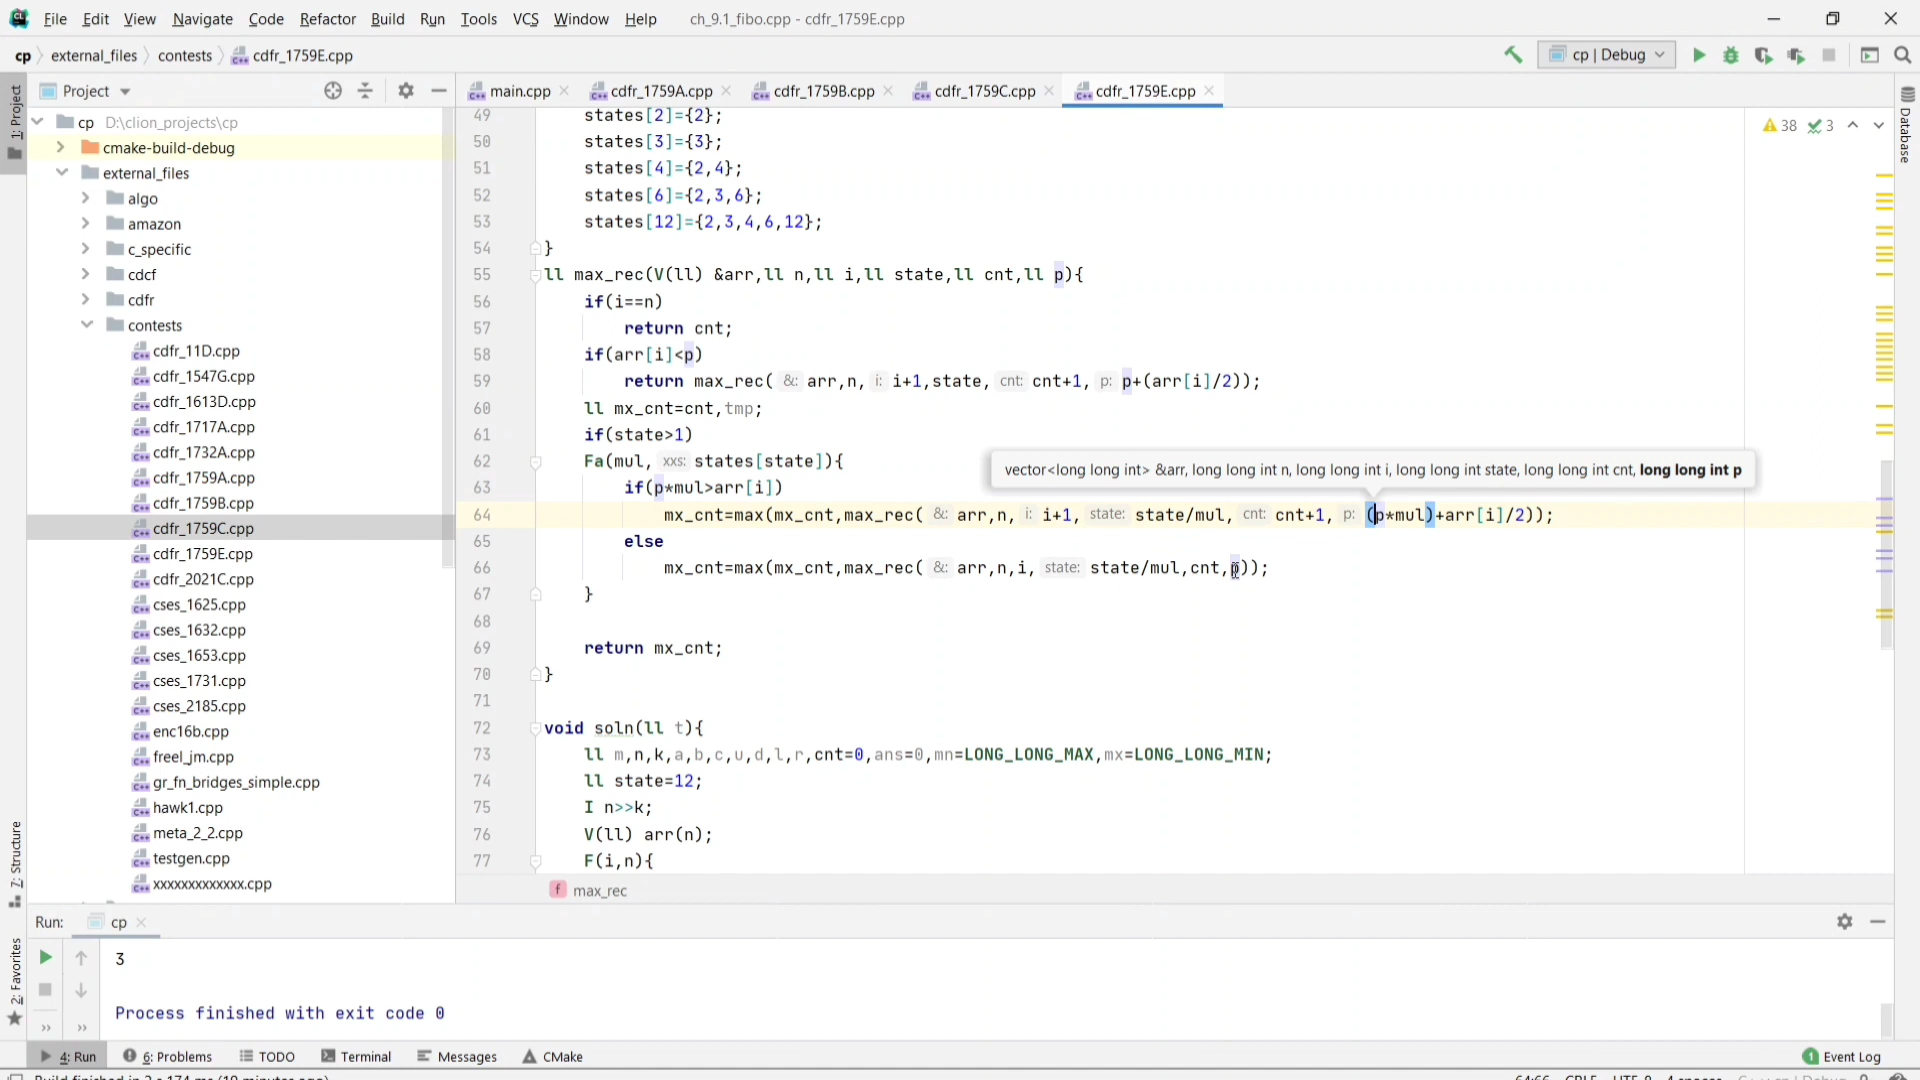 CL File Edit View Navigate Code Refactor Build Run Tools VCS Window Help ch_9.1_fibo.cpp - cdfr_1759E.cpp
cp external_files contests cdfr_1759E.cpp cp | Debug
Project main.cpp cdfr_1759A.cpp cdfr_1759B.cpp cdfr_1759C.cpp cdfr_1759E.cpp
1: Project
7: Structure
2: Favorites
Database
cp D:\clion_projects\cp
cmake-build-debug
external_files
algo
amazon
c_specific
cdcf
cdfr
contests
cdfr_11D.cpp
cdfr_1547G.cpp
cdfr_1613D.cpp
cdfr_1717A.cpp
cdfr_1732A.cpp
cdfr_1759A.cpp
cdfr_1759B.cpp
cdfr_1759C.cpp
cdfr_1759E.cpp
cdfr_2021C.cpp
cses_1625.cpp
cses_1632.cpp
cses_1653.cpp
cses_1731.cpp
cses_2185.cpp
enc16b.cpp
freel_jm.cpp
gr_fn_bridges_simple.cpp
hawk1.cpp
meta_2_2.cpp
testgen.cpp
xxxxxxxxxxxxx.cpp
38 3
49 states[2]={2};
50 states[3]={3};
51 states[4]={2,4};
52 states[6]={2,3,6};
53 states[12]={2,3,4,6,12};
54 }
55 ll max_rec(V(ll) &arr,ll n,ll i,ll state,ll cnt,ll p){
56 if(i==n)
57 return cnt;
58 if(arr[i]<p)
59 return max_rec( &: arr,n, i: i+1,state, cnt: cnt+1, p: p+(arr[i]/2));
60 ll mx_cnt=cnt,tmp;
61 if(state>1)
62 Fa(mul, xxs: states[state]){
vector<long long int> &arr, long long int n, long long int i, long long int state, long long int cnt, long long int p
63 if(p*mul>arr[i])
64 mx_cnt=max(mx_cnt,max_rec( &: arr,n, i: i+1, state: state/mul, cnt: cnt+1, p: (p*mul)+arr[i]/2));
65 else
66 mx_cnt=max(mx_cnt,max_rec( &: arr,n,i, state: state/mul,cnt,p));
67 }
68
69 return mx_cnt;
70 }
71
72 void soln(ll t){
73 ll m,n,k,a,b,c,u,d,l,r,cnt=0,ans=0,mn=LONG_LONG_MAX,mx=LONG_LONG_MIN;
74 ll state=12;
75 I n>>k;
76 V(ll) arr(n);
77 F(i,n){
f max_rec
Run: cp
3
Process finished with exit code 0
4: Run 6: Problems TODO Terminal Messages CMake 1 Event Log